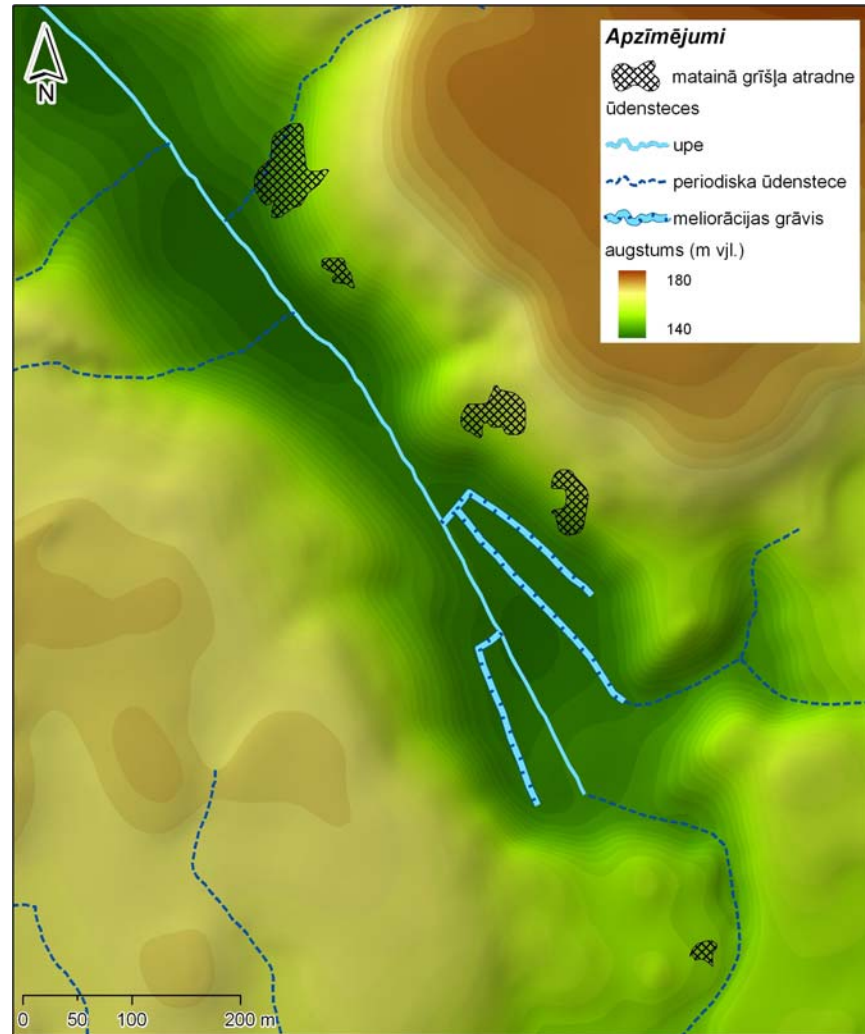 N
Apzīmējumi
matainā grīšļa atradne
ūdensteces
upe
periodiska ūdenstece
meliorācijas grāvis
augstums (m vjl.)
180
140
0 50 100 200 m